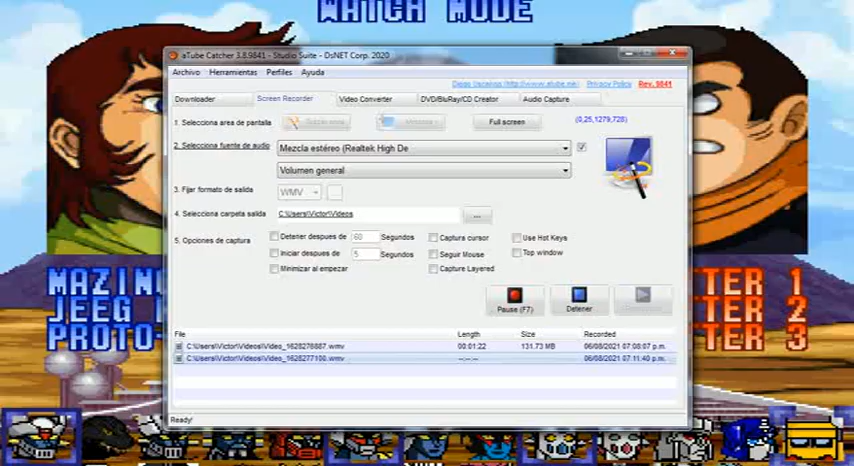 WATCH MODE
aTube Catcher 3.8.9841 - Studio Suite - DsNET Corp. 2020
Archivo Herramientas Perfiles Ayuda
Privacy Policy Rev. 9841
Downloader Screen Recorder Video Converter DVD/BluRay/CD Creator Audio Capture
1. Selecciona area de pantalla Full screen (0,25,1279,728)
2. Selecciona fuente de audio Mezcla estéreo (Realtek High De
Volumen general
3. Fijar formato de salida WMV
4. Selecciona carpeta salida C:\Users\Victor\Videos ...
5. Opciones de captura Detener despues de 60 Segundos Captura cursor Use Hot Keys
Iniciar despues de 5 Segundos Seguir Mouse Top window
Minimizar al empezar Capture Layered
MAZIN TER 1
JEEG TER 2
PROTO- TER 3
Pause (F7) Detener
File Length Size Recorded
C:\Users\Victor\Videos\Video_1628276887.wmv 00:01:22 131.73 MB 06/08/2021 07:08:07 p.m.
C:\Users\Victor\Videos\Video_1628277100.wmv --:--.-- 06/08/2021 07:11:40 p.m.
Ready!